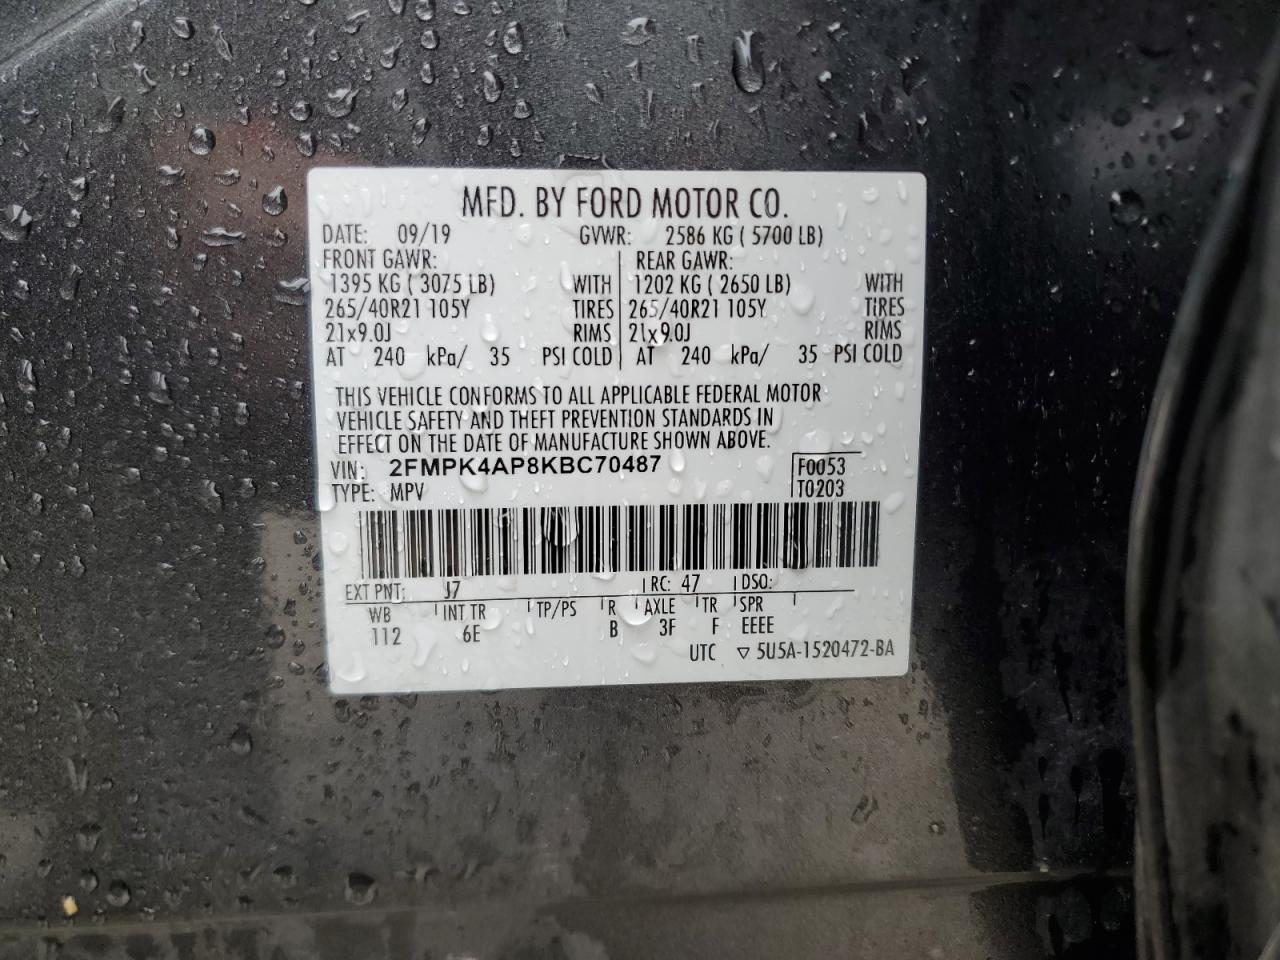 MFD. BY FORD MOTOR CO.
DATE: 09/19 GVWR: 2586 KG ( 5700 LB)
FRONT GAWR: REAR GAWR:
1395 KG ( 3075 LB) WITH 1202 KG ( 2650 LB) WITH
265/40R21 105Y TIRES 265/40R21 105Y TIRES
21x9.0J RIMS 21x9.0J RIMS
AT 240 kPa/ 35 PSI COLD AT 240 kPa/ 35 PSI COLD
THIS VEHICLE CONFORMS TO ALL APPLICABLE FEDERAL MOTOR
VEHICLE SAFETY AND THEFT PREVENTION STANDARDS IN
EFFECT ON THE DATE OF MANUFACTURE SHOWN ABOVE.
VIN: 2FMPK4AP8KBC70487 F0053
TYPE: MPV T0203
EXT PNT: J7 RC: 47 DSO:
WB INT TR TP/PS R AXLE TR SPR
112 6E B 3F F EEEE
UTC ▽ 5U5A-1520472-BA